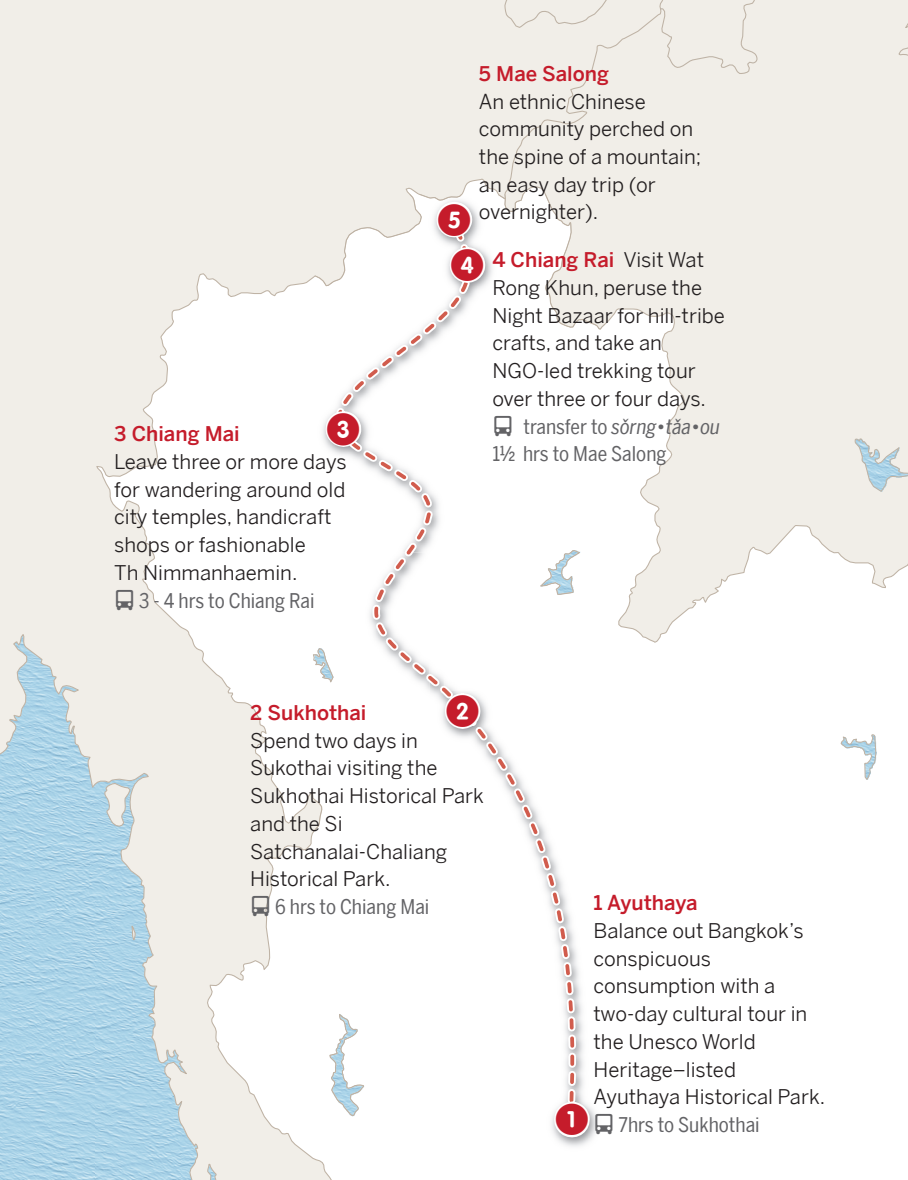 5 Mae Salong
An ethnic Chinese
community perched on
the spine of a mountain;
an easy day trip (or
overnighter).
5
4
4 Chiang Rai Visit Wat
Rong Khun, peruse the
Night Bazaar for hill-tribe
crafts, and take an
NGO-led trekking tour
over three or four days.
transfer to sŏrng•tăa•ou
1½ hrs to Mae Salong
3
3 Chiang Mai
Leave three or more days
for wandering around old
city temples, handicraft
shops or fashionable
Th Nimmanhaemin.
3 - 4 hrs to Chiang Rai
2
2 Sukhothai
Spend two days in
Sukothai visiting the
Sukhothai Historical Park
and the Si
Satchanalai-Chaliang
Historical Park.
6 hrs to Chiang Mai
1 Ayuthaya
Balance out Bangkok's
conspicuous
consumption with a
two-day cultural tour in
the Unesco World
Heritage–listed
Ayuthaya Historical Park.
1
7hrs to Sukhothai